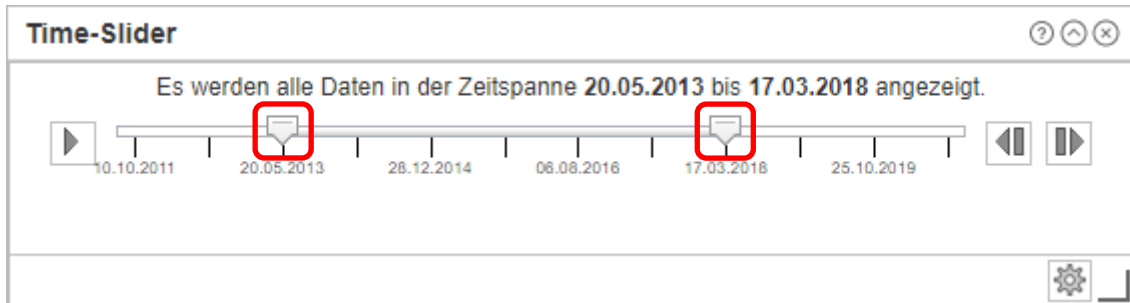 Time-Slider
Es werden alle Daten in der Zeitspanne 20.05.2013 bis 17.03.2018 angezeigt.
10.10.2011 20.05.2013 28.12.2014 06.08.2016 17.03.2018 25.10.2019